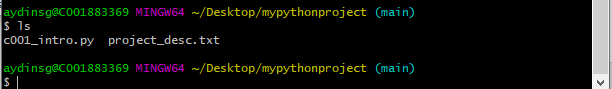 aydinsg@C001883369 MINGW64 ~/Desktop/mypythonproject (main)
$ ls
c001_intro.py  project_desc.txt
aydinsg@C001883369 MINGW64 ~/Desktop/mypythonproject (main)
$